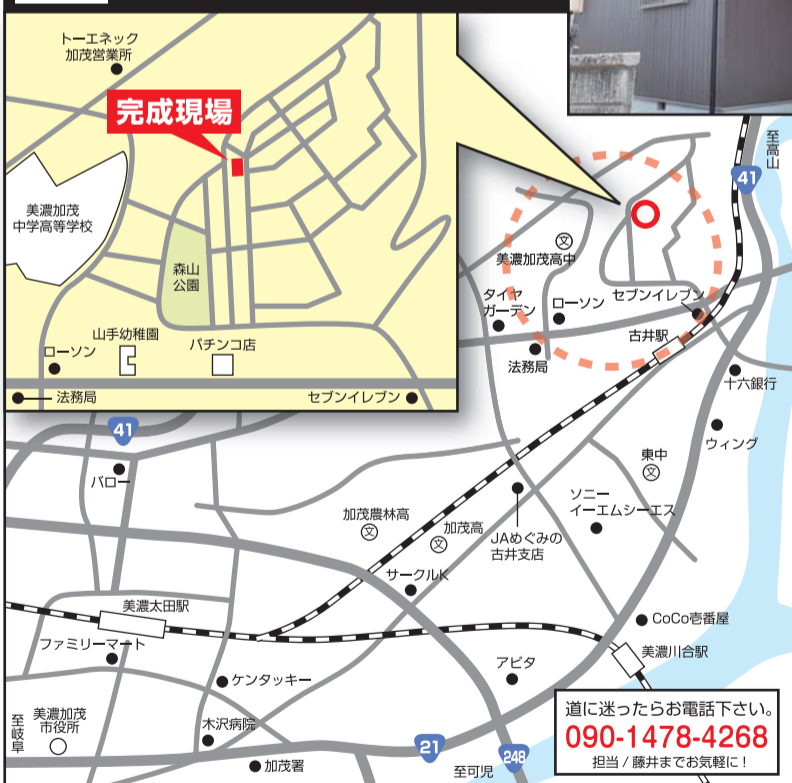 トーエネック
加茂営業所
完成現場
美濃加茂
中学高等学校
森山
公園
山手幼稚園
パチンコ店
ローソン
法務局
セブンイレブン
至高山
41
文
美濃加茂高中
タイヤ
ガーデン
ローソン
セブンイレブン
古井駅
法務局
十六銀行
ウィング
41
バロー
東中
文
ソニー
イーエムシーエス
加茂農林高
文
加茂高
文
JAめぐみの
古井支店
サークルK
美濃太田駅
CoCo壱番屋
美濃川合駅
ファミリーマート
ケンタッキー
アピタ
至岐阜
美濃加茂
市役所
木沢病院
加茂署
21
248
至可児
道に迷ったらお電話下さい。
090-1478-4268
担当/藤井までお気軽に!